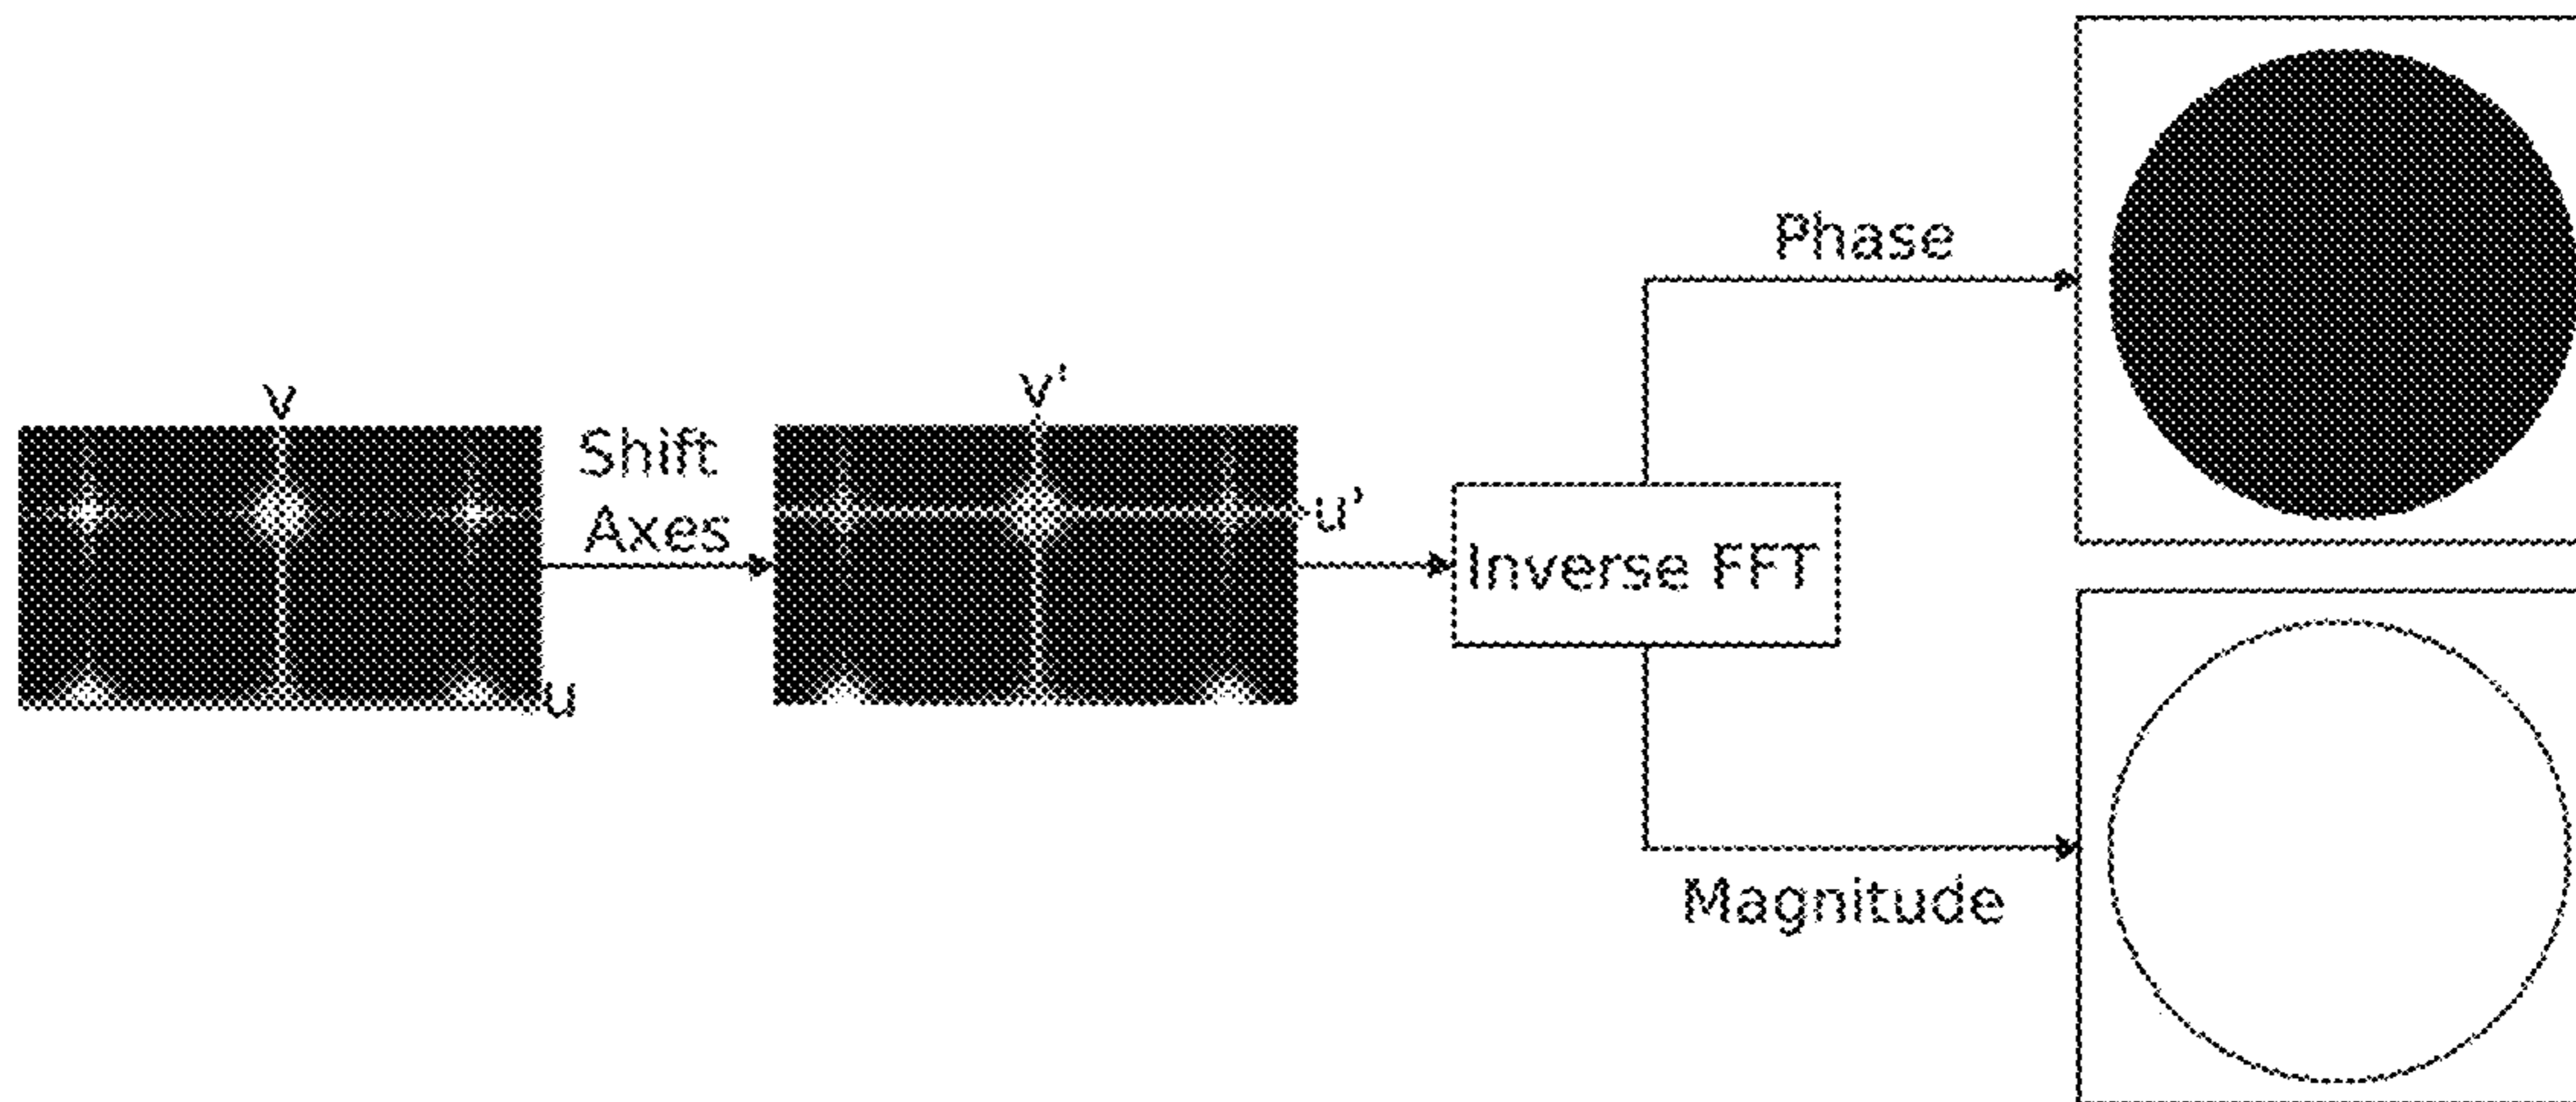 v
u
Shift
Axes
v'
u'
Inverse FFT
Phase
Magnitude